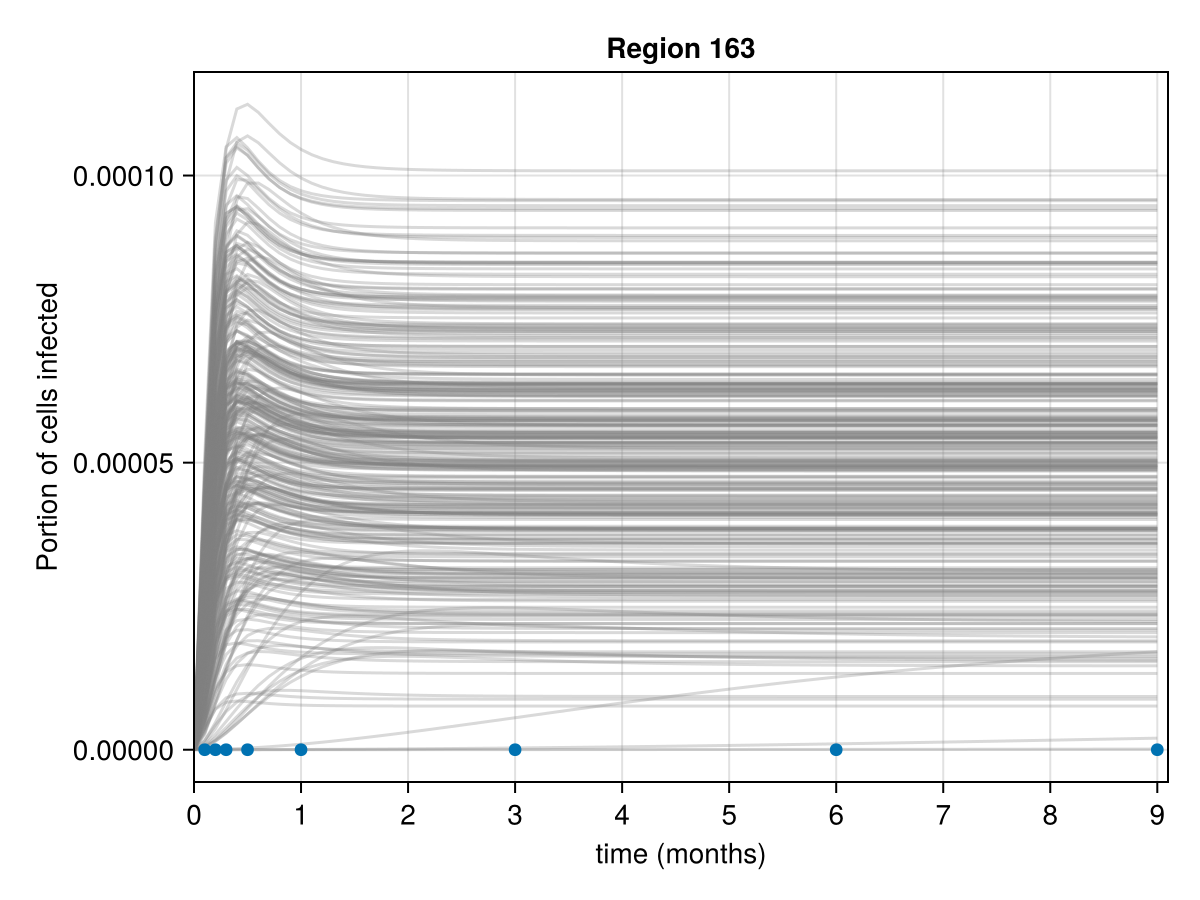 Region 163
0.00010
0.00005
0.00000
Portion of cells infected
0 1 2 3 4 5 6 7 8 9
time (months)